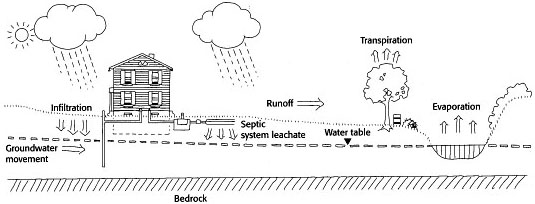 Transpiration
Infiltration
Runoff
Evaporation
Septic
system leachate
Water table
Groundwater
movement
Bedrock